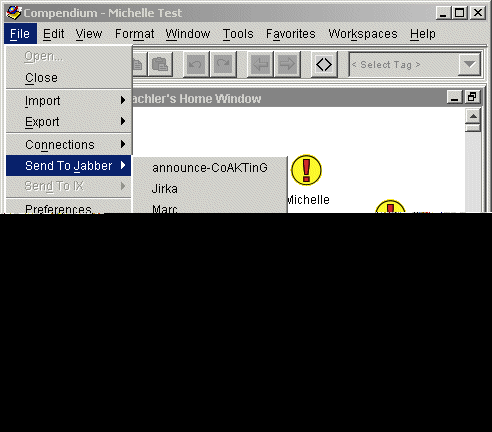 Compendium - Michelle Test
File Edit View Format Window Tools Favorites Workspaces Help
Open...
< Select Tag >
Close
achler's Home Window
Import
Export
Connections
Send To Jabber
announce-CoAKTinG
Send To IX
Jirka
Michelle
Preferences...
Marc